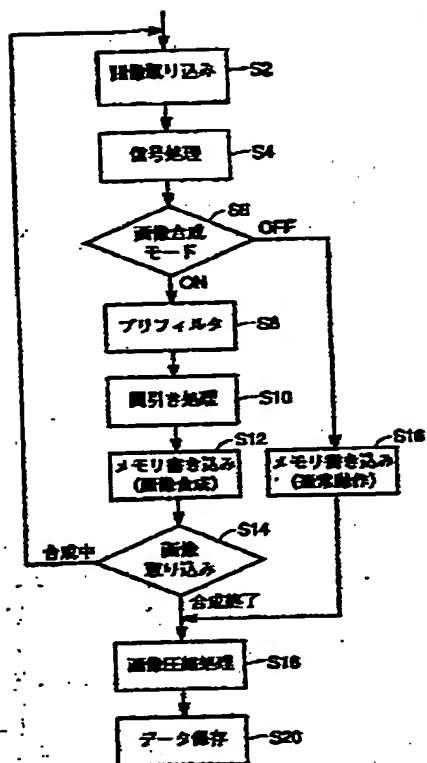 画像取り込み
S2
信号処理
S4
S6
画像合成
モード
OFF
ON
プリフィルタ
S8
間引き処理
S10
S12
メモリ書き込み
(画像合成)
S16
メモリ書き込み
(通常動作)
S14
画像
取り込み
合成中
合成終了
画像圧縮処理
S18
データ保存
S20